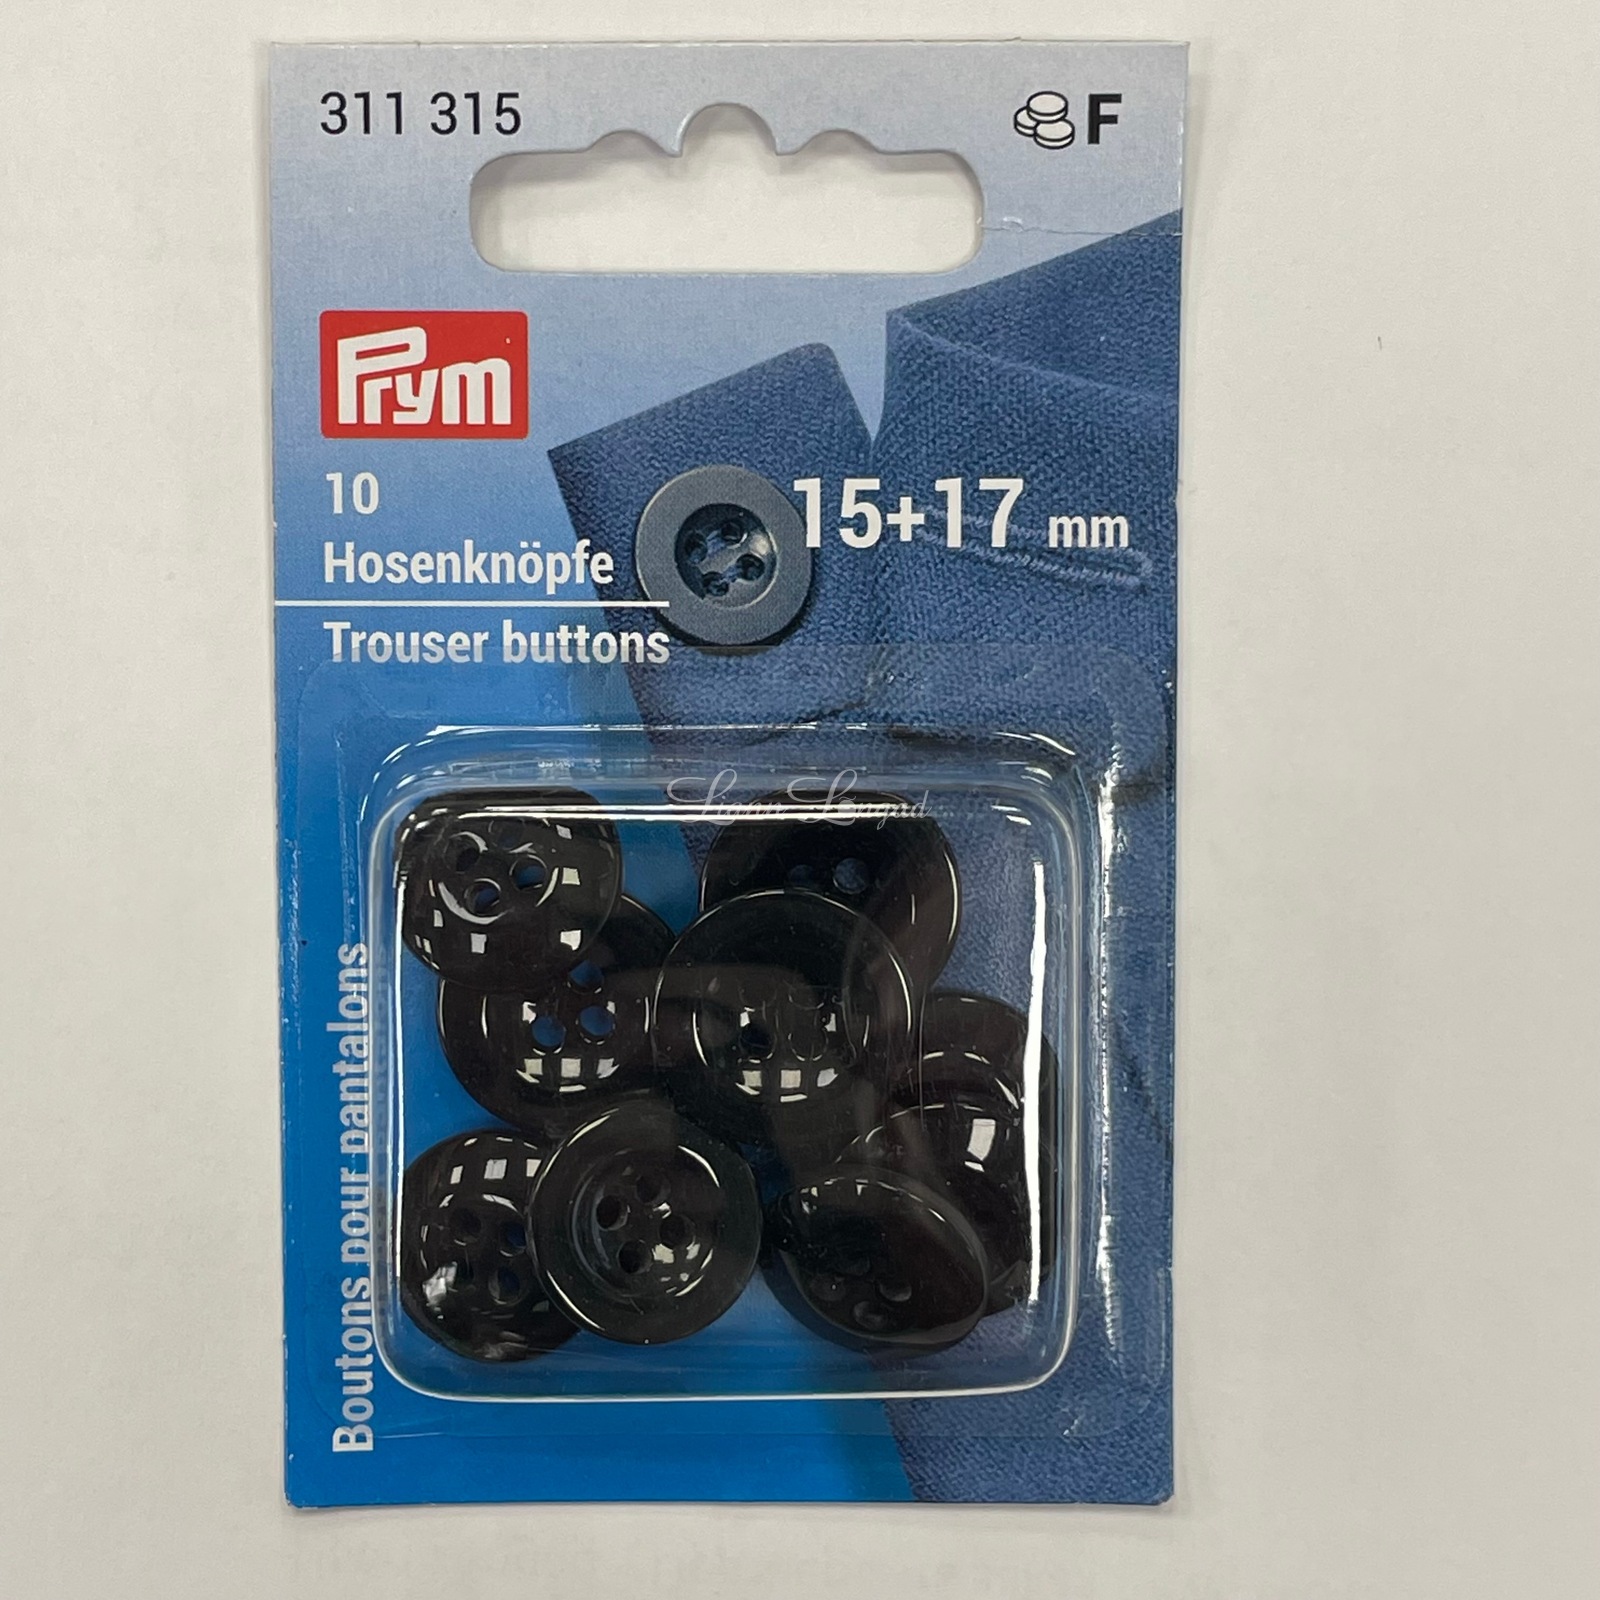 311 315
F
Prym
10
Hosenknöpfe
Trouser buttons
15+17 mm
Boutons pour pantalons